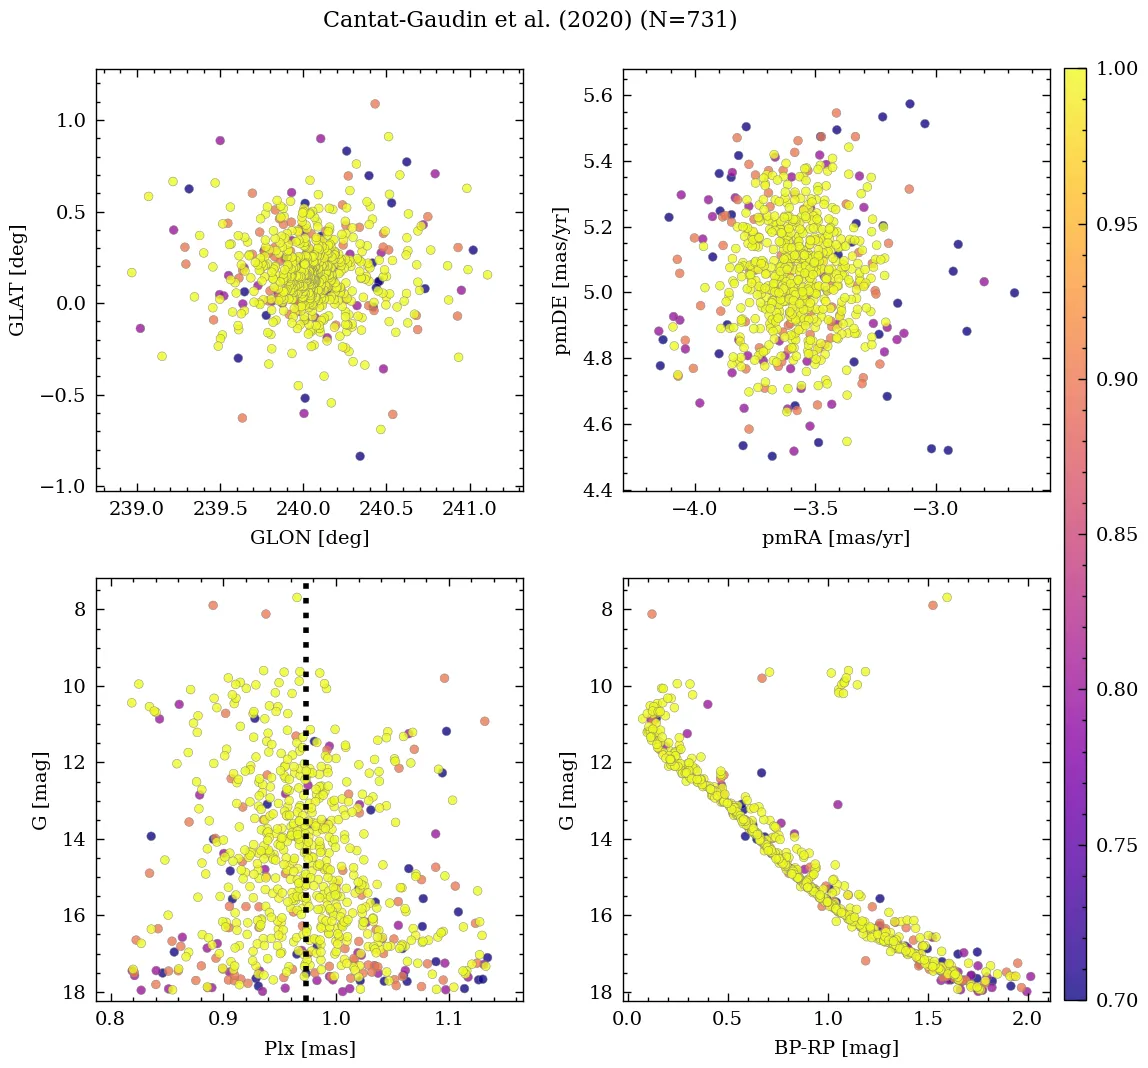 Cantat-Gaudin et al. (2020) (N=731)
1.0
0.5
0.0
−0.5
−1.0
GLAT [deg]
239.0 239.5 240.0 240.5 241.0
GLON [deg]
5.6
5.4
5.2
5.0
4.8
4.6
4.4
pmDE [mas/yr]
−4.0 −3.5 −3.0
pmRA [mas/yr]
1.00
0.95
0.90
0.85
0.80
0.75
0.70
8
10
12
14
16
18
G [mag]
0.8 0.9 1.0 1.1
Plx [mas]
8
10
12
14
16
18
G [mag]
0.0 0.5 1.0 1.5 2.0
BP-RP [mag]